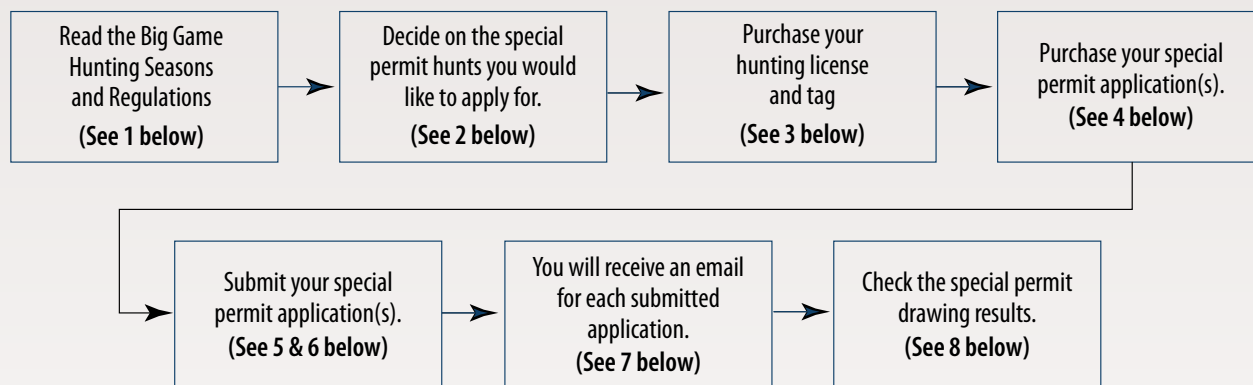 Read the Big Game
Hunting Seasons
and Regulations
(See 1 below)
Decide on the special
permit hunts you would
like to apply for.
(See 2 below)
Purchase your
hunting license
and tag
(See 3 below)
Purchase your special
permit application(s).
(See 4 below)
Submit your special
permit application(s).
(See 5 & 6 below)
You will receive an email
for each submitted
application.
(See 7 below)
Check the special permit
drawing results.
(See 8 below)